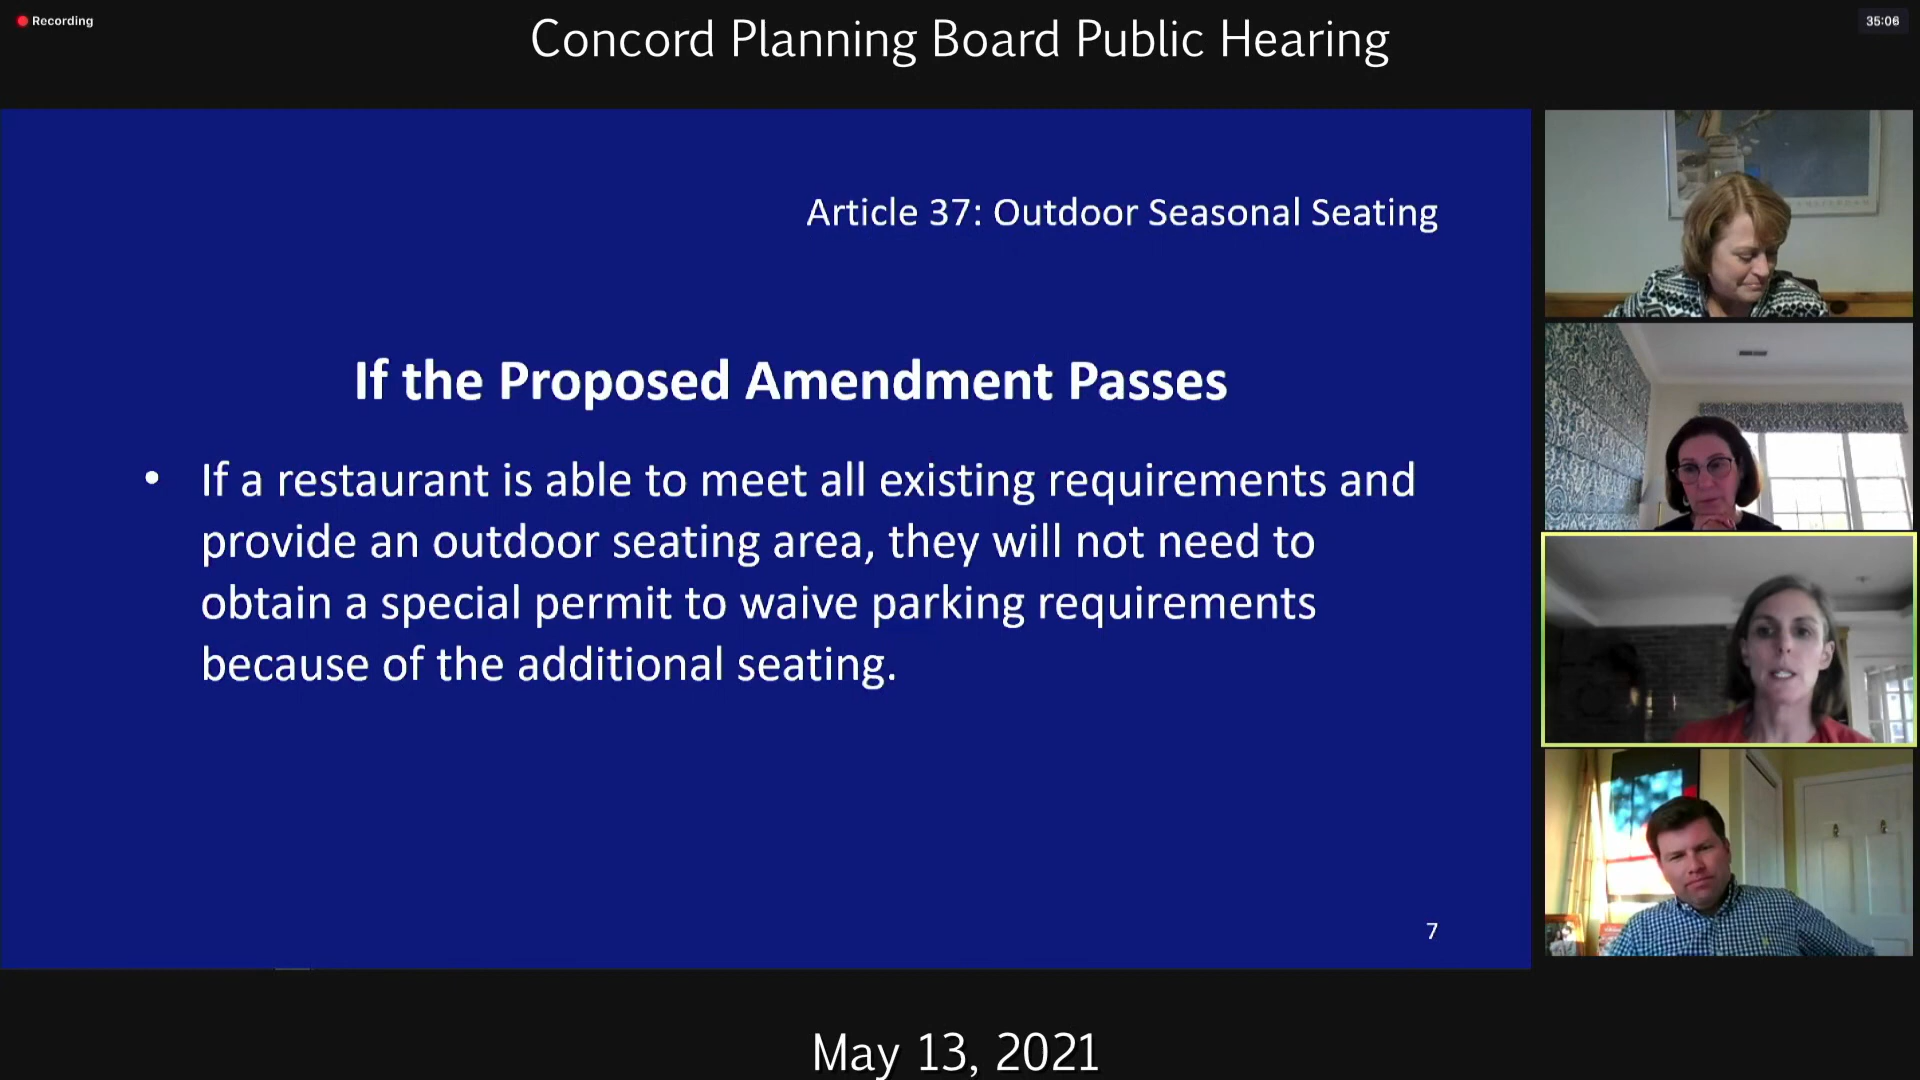 Recording
35:06
Concord Planning Board Public Hearing
Article 37: Outdoor Seasonal Seating
If the Proposed Amendment Passes
• If a restaurant is able to meet all existing requirements and
provide an outdoor seating area, they will not need to
obtain a special permit to waive parking requirements
because of the additional seating.
7
May 13, 2021